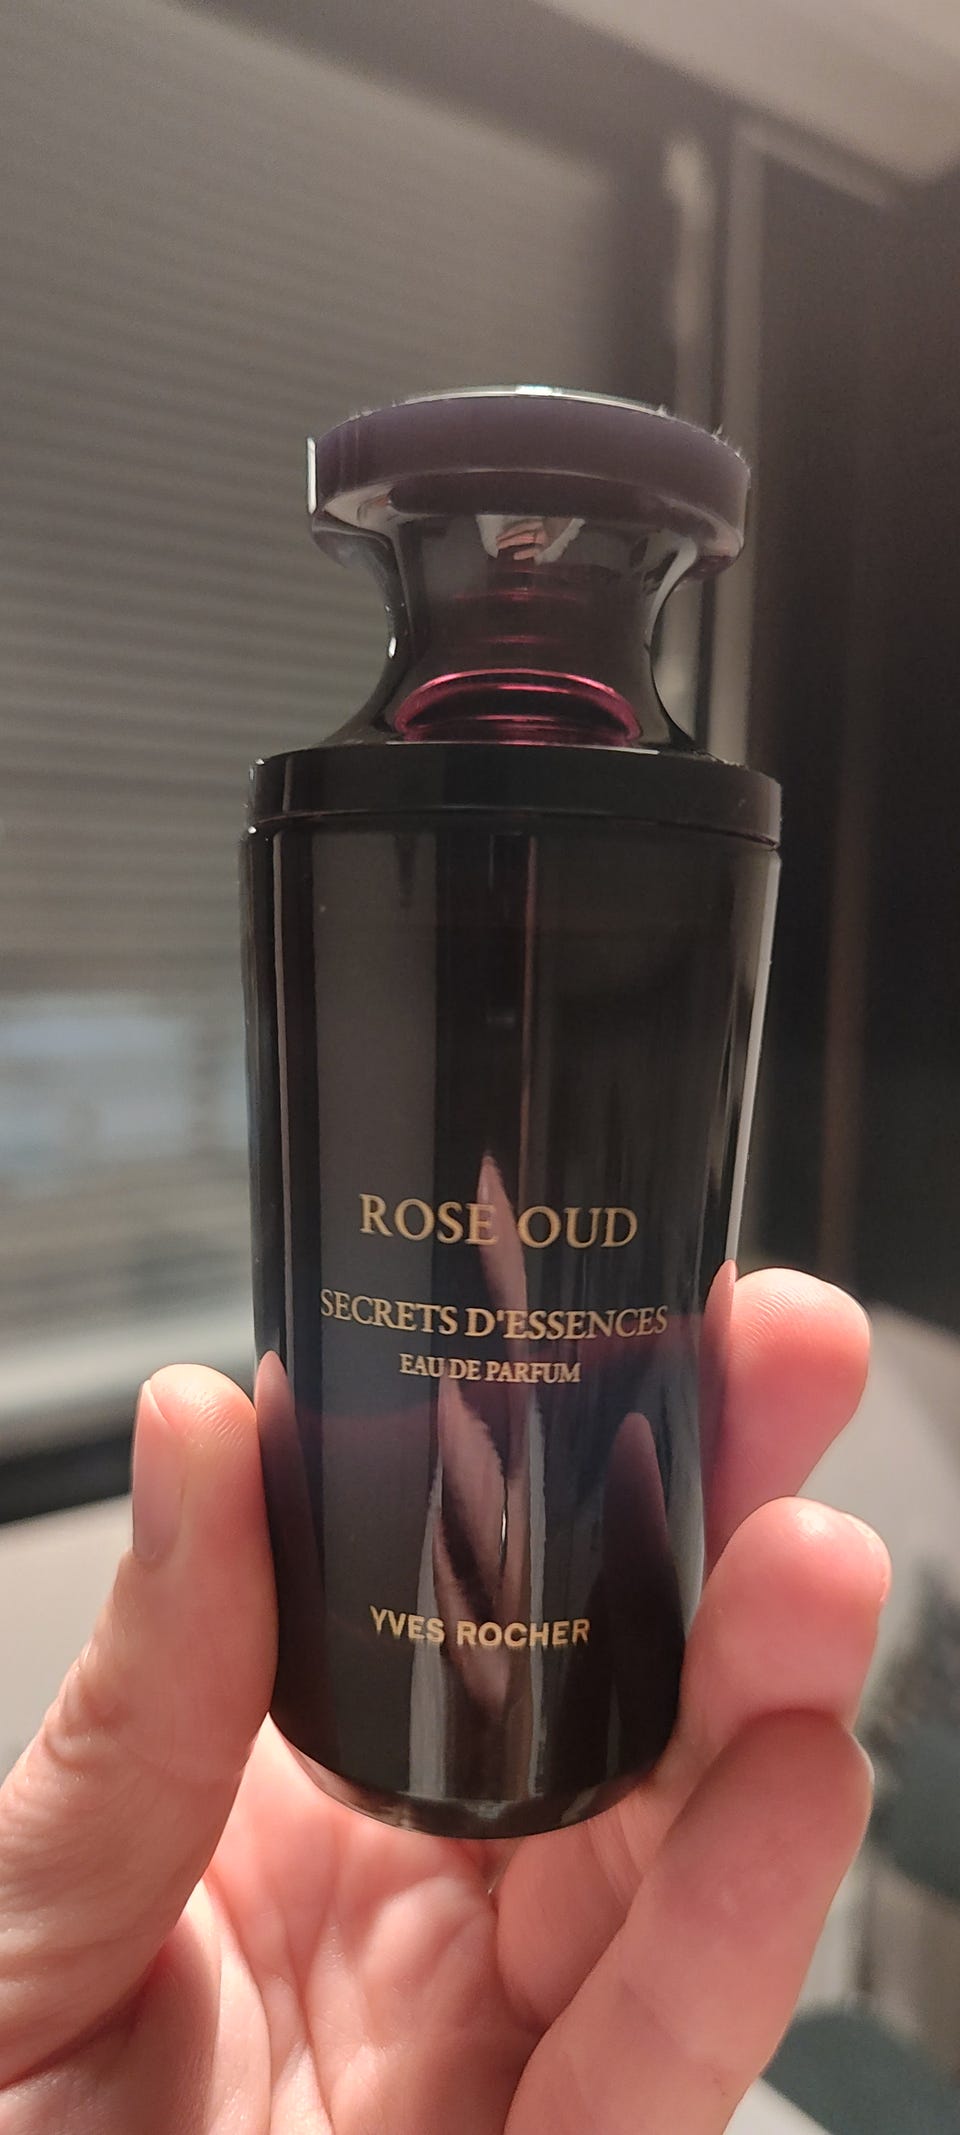 ROSE OUD
SECRETS D'ESSENCES
EAU DE PARFUM
YVES ROCHER